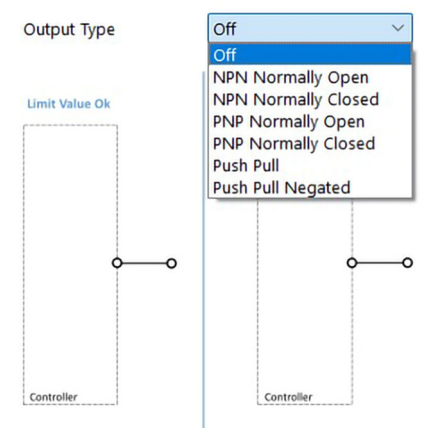 Output Type
Off
Off
NPN Normally Open
NPN Normally Closed
PNP Normally Open
PNP Normally Closed
Push Pull
Push Pull Negated
Limit Value Ok
Controller
Controller